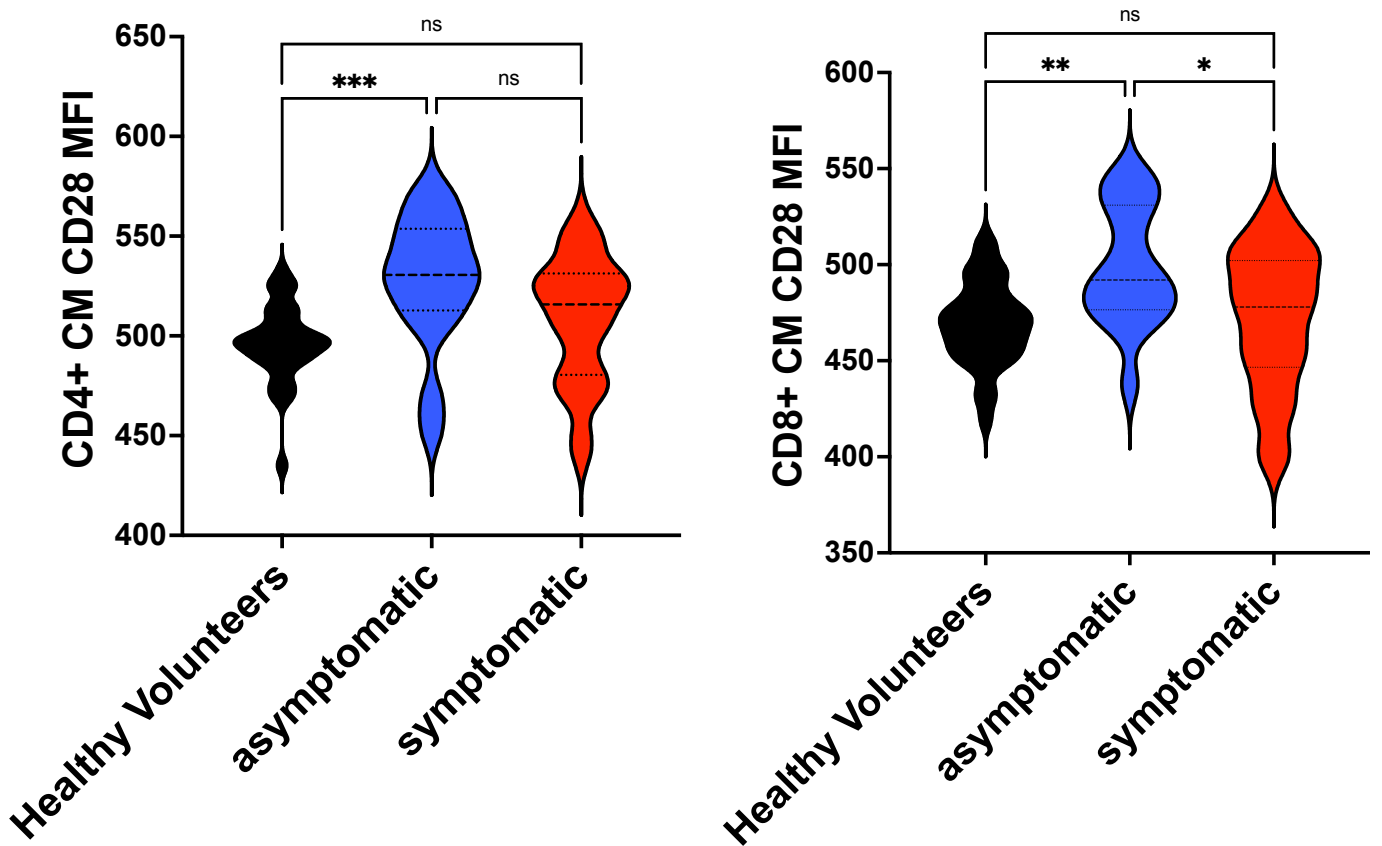 CD4+ CM CD28 MFI
650
600
550
500
450
400
ns
***
ns
Healthy Volunteers
asymptomatic
symptomatic
CD8+ CM CD28 MFI
600
550
500
450
400
350
ns
**
*
Healthy Volunteers
asymptomatic
symptomatic